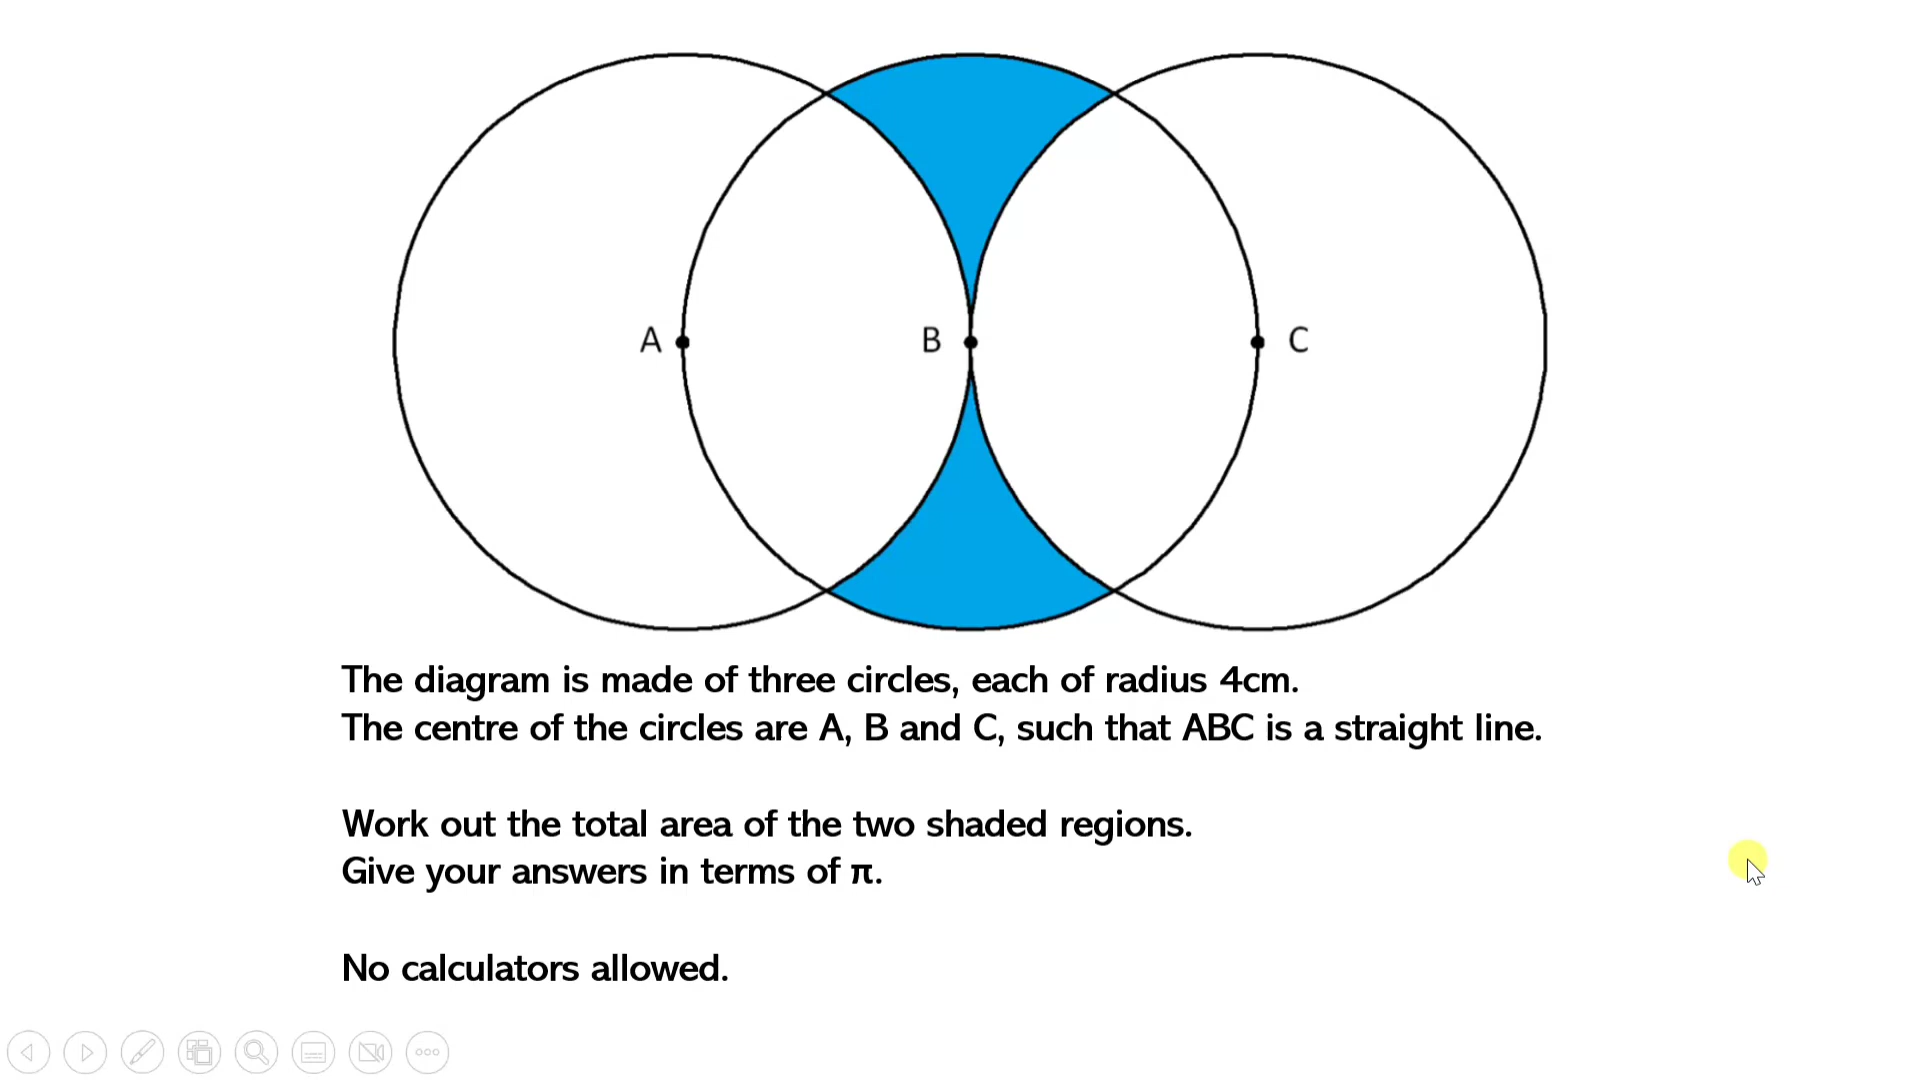 A B C
The diagram is made of three circles, each of radius 4cm.
The centre of the circles are A, B and C, such that ABC is a straight line.
Work out the total area of the two shaded regions.
Give your answers in terms of π.
No calculators allowed.